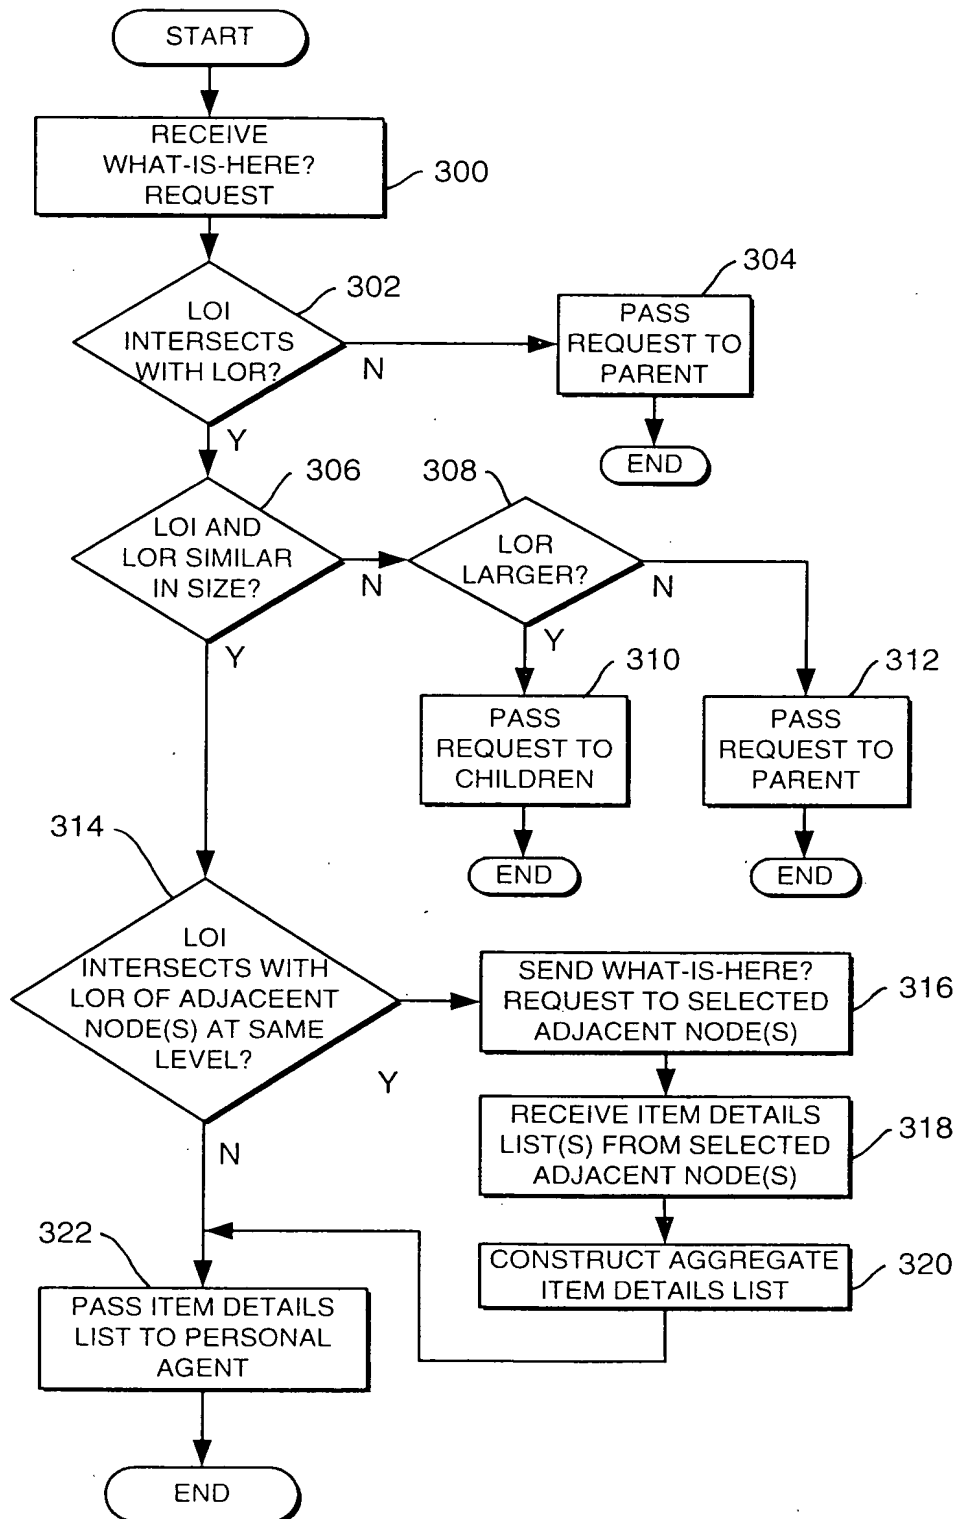 START
RECEIVE
WHAT-IS-HERE?
REQUEST
300
LOI
INTERSECTS
WITH LOR?
302
N
Y
304
PASS
REQUEST TO
PARENT
END
306
LOI AND
LOR SIMILAR
IN SIZE?
N
Y
308
LOR
LARGER?
N
Y
310
PASS
REQUEST TO
CHILDREN
END
312
PASS
REQUEST TO
PARENT
END
314
LOI
INTERSECTS WITH
LOR OF ADJACEENT
NODE(S) AT SAME
LEVEL?
Y
N
SEND WHAT-IS-HERE?
REQUEST TO SELECTED
ADJACENT NODE(S)
316
RECEIVE ITEM DETAILS
LIST(S) FROM SELECTED
ADJACENT NODE(S)
318
CONSTRUCT AGGREGATE
ITEM DETAILS LIST
320
322
PASS ITEM DETAILS
LIST TO PERSONAL
AGENT
END